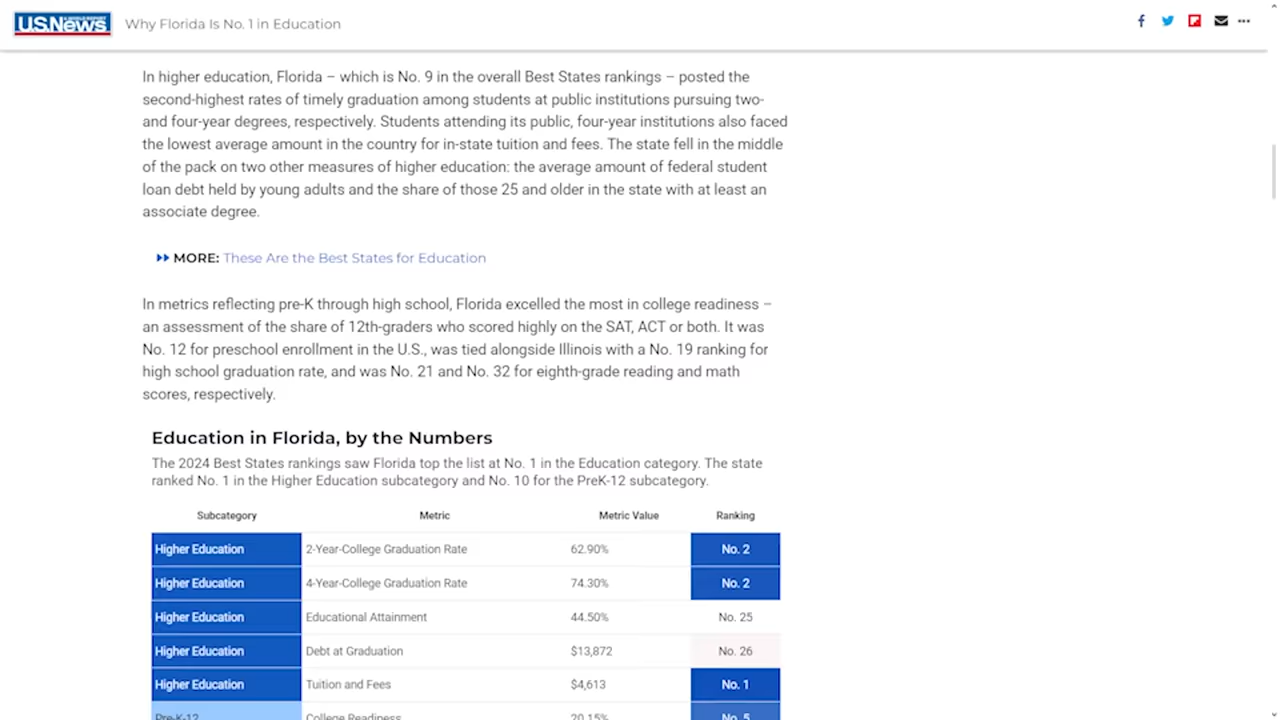 U.S.News
Why Florida Is No. 1 in Education
In higher education, Florida – which is No. 9 in the overall Best States rankings – posted the
second-highest rates of timely graduation among students at public institutions pursuing two-
and four-year degrees, respectively. Students attending its public, four-year institutions also faced
the lowest average amount in the country for in-state tuition and fees. The state fell in the middle
of the pack on two other measures of higher education: the average amount of federal student
loan debt held by young adults and the share of those 25 and older in the state with at least an
associate degree.
MORE: These Are the Best States for Education
In metrics reflecting pre-K through high school, Florida excelled the most in college readiness –
an assessment of the share of 12th-graders who scored highly on the SAT, ACT or both. It was
No. 12 for preschool enrollment in the U.S., was tied alongside Illinois with a No. 19 ranking for
high school graduation rate, and was No. 21 and No. 32 for eighth-grade reading and math
scores, respectively.
Education in Florida, by the Numbers
The 2024 Best States rankings saw Florida top the list at No. 1 in the Education category. The state
ranked No. 1 in the Higher Education subcategory and No. 10 for the PreK-12 subcategory.
Subcategory Metric Metric Value Ranking
Higher Education 2-Year-College Graduation Rate 62.90% No. 2
Higher Education 4-Year-College Graduation Rate 74.30% No. 2
Higher Education Educational Attainment 44.50% No. 25
Higher Education Debt at Graduation $13,872 No. 26
Higher Education Tuition and Fees $4,613 No. 1
Pre-K-12 College Readiness 20.15% No. 5